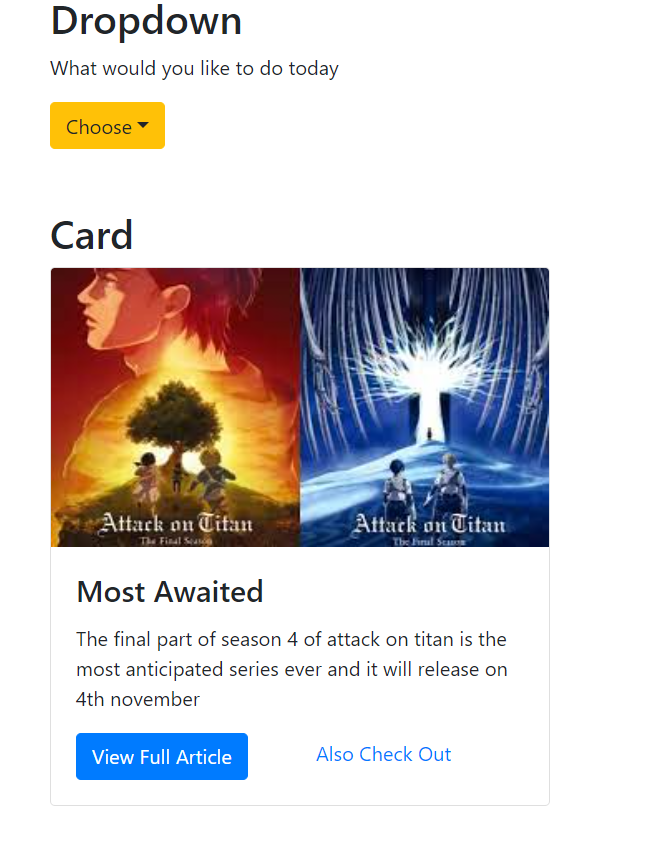 Dropdown
What would you like to do today
Choose
Card
Attack on Titan
The Final Season
Attack on Titan
The Final Season
Most Awaited
The final part of season 4 of attack on titan is the
most anticipated series ever and it will release on
4th november
View Full Article
Also Check Out